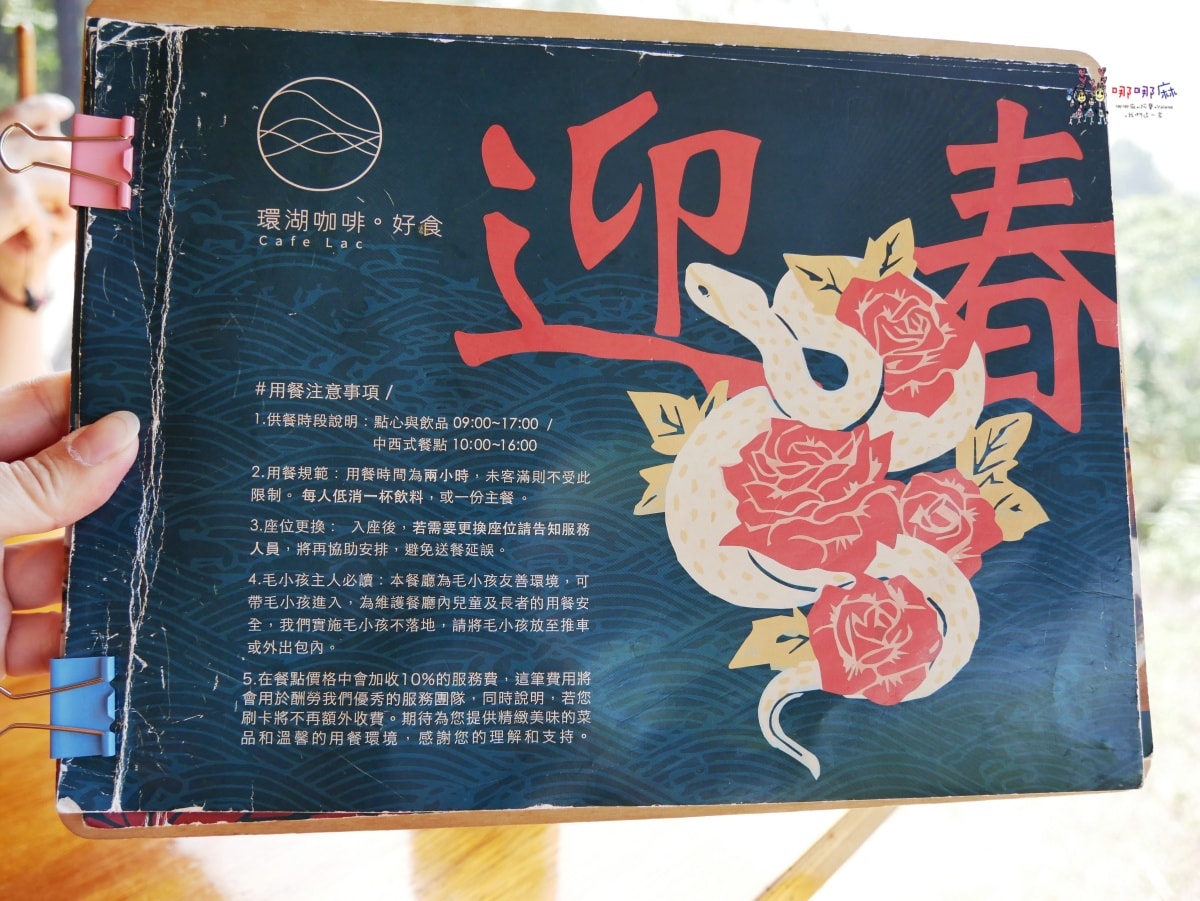 環湖咖啡。好食
Cafe Lac
迎春
哪哪麻
#用餐注意事項/
1.供餐時段說明：點心與飲品 09:00~17:00 /
中西式餐點 10:00~16:00
2.用餐規範：用餐時間為兩小時，未客滿則不受此
限制。每人低消一杯飲料，或一份主餐。
3.座位更換： 入座後，若需要更換座位請告知服務
人員，將再協助安排，避免送餐延誤。
4.毛小孩主人必讀：本餐廳為毛小孩友善環境，可
帶毛小孩進入，為維護餐廳內兒童及長者的用餐安
全，我們實施毛小孩不落地，請將毛小孩放至推車
或外出包內。
5.在餐點價格中會加收10%的服務費，這筆費用將
會用於酬勞我們優秀的服務團隊，同時說明，若您
刷卡將不再額外收費。期待為您提供精緻美味的菜
品和溫馨的用餐環境，感謝您的理解和支持。